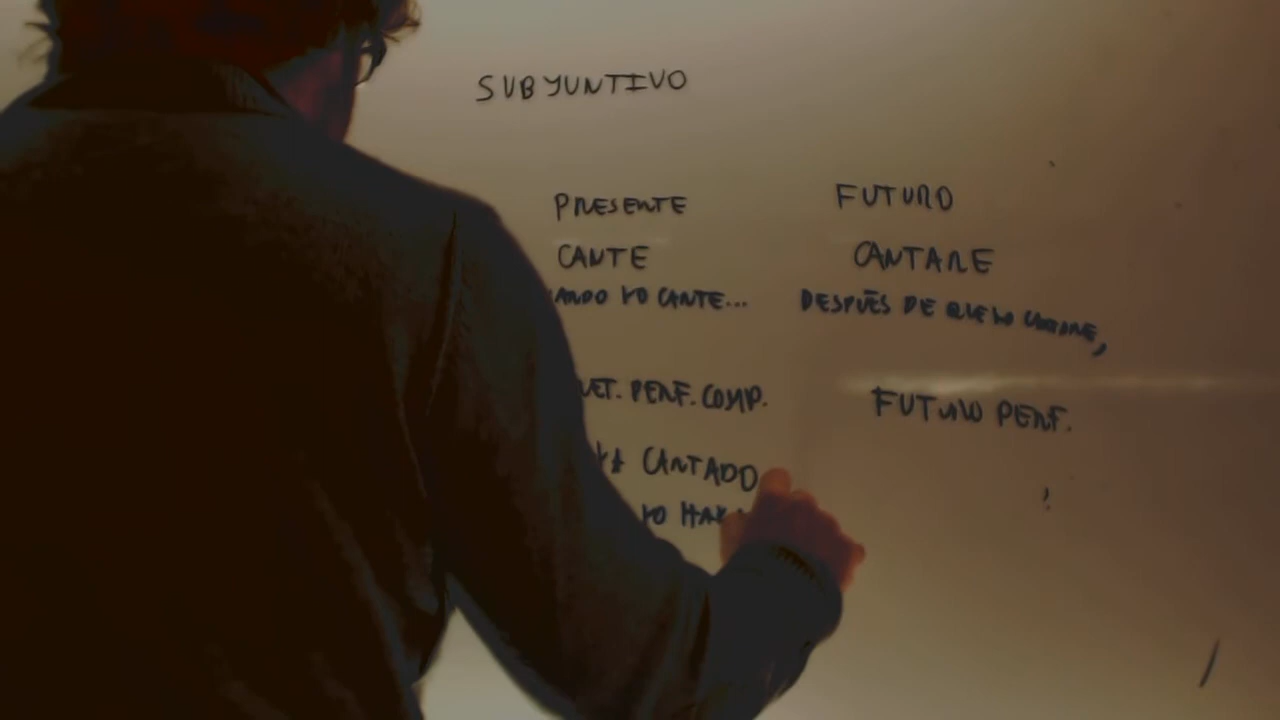 SUBYUNTIVO
PRESENTE
CANTE
ANDO YO CANTE...
ET. PERF. COMP.
YA CANTADO
YO HAY
FUTURO
CANTARE
DESPUÉS DE QUE YO CANTARE,
FUTURO PERF.